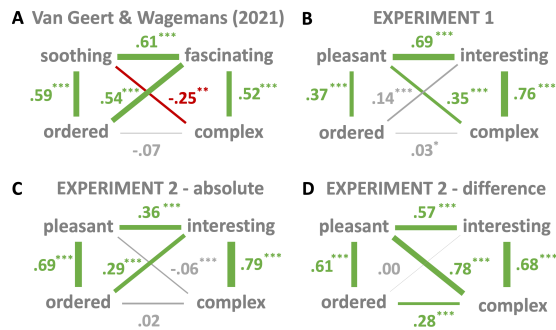 A Van Geert & Wagemans (2021)
.61***
soothing fascinating
.59*** .54*** -.25** .52***
ordered complex
-.07
B EXPERIMENT 1
.69***
pleasant interesting
.37*** .14*** .35*** .76***
ordered complex
.03*
C EXPERIMENT 2 - absolute
.36***
pleasant interesting
.69*** .29*** -.06*** .79***
ordered complex
.02
D EXPERIMENT 2 - difference
.57***
pleasant interesting
.61*** .00 .78*** .68***
ordered complex
.28***